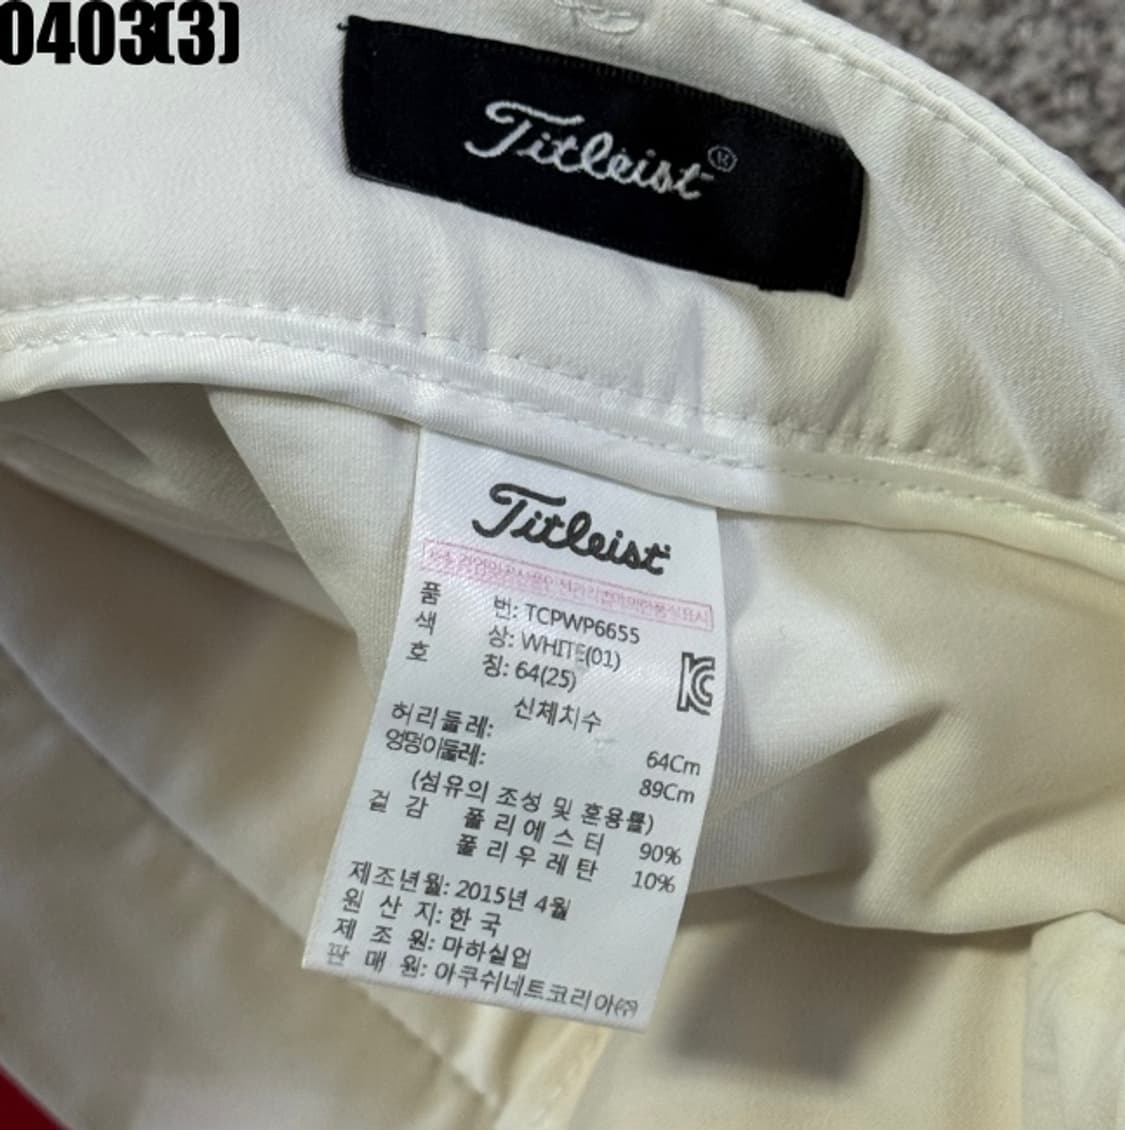 0403(3)
Titleist®
Titleist
품 번: TCPWP6655
색 상: WHITE(01)
호 칭: 64(25)
신체치수
허리둘레: 64Cm
엉덩이둘레: 89Cm
(섬유의 조성 및 혼용률)
겉 감 폴리에스터 90%
폴리우레탄 10%
제조년월: 2015년 4월
원 산 지: 한 국
제 조 원: 마하실업
판 매 원: 아쿠쉬네트코리아㈜